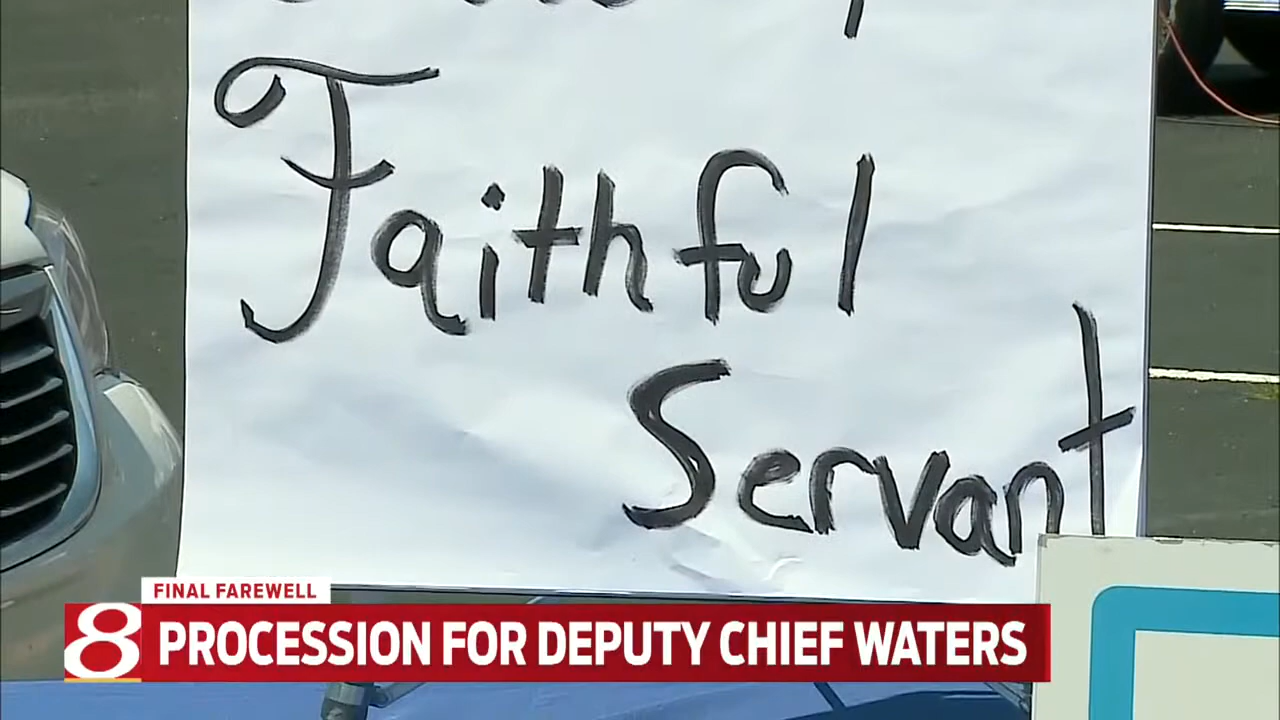 Faithful
Servant
FINAL FAREWELL
8 PROCESSION FOR DEPUTY CHIEF WATERS